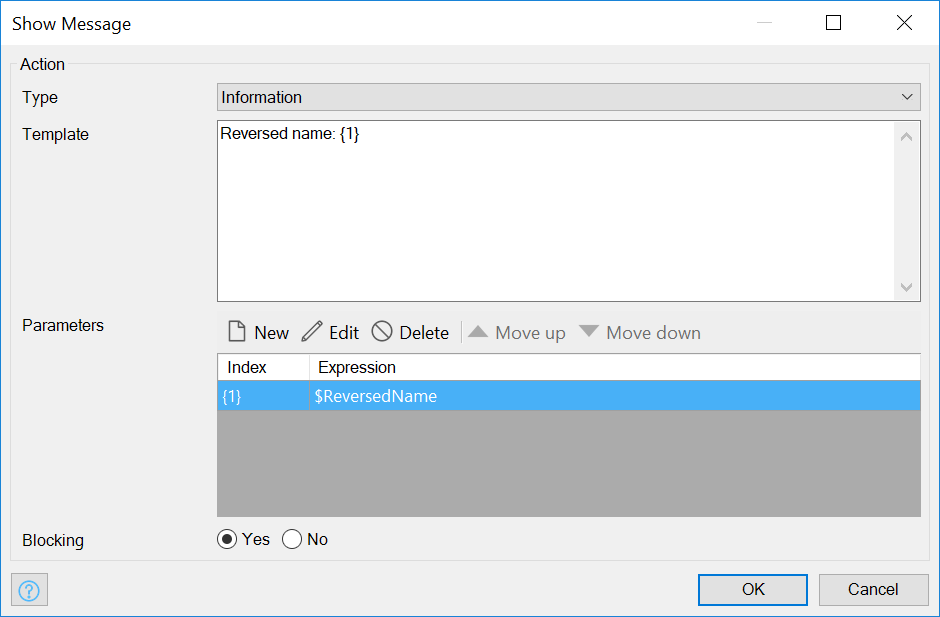 Show Message
Action
Type
Information
Template
Reversed name: {1}
Parameters
New Edit Delete Move up Move down
Index Expression
{1} $ReversedName
Blocking
Yes No
? OK Cancel